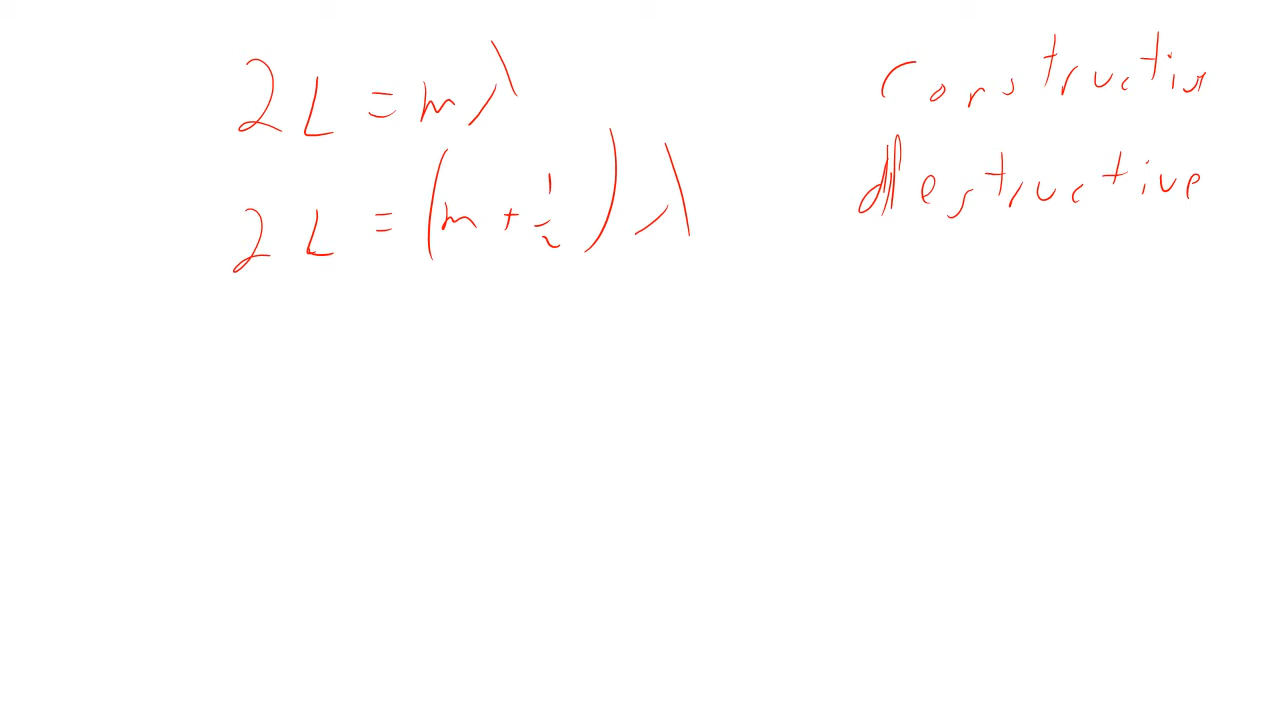 2L = mλ constructive
2L = (m + 1/2) λ destructive